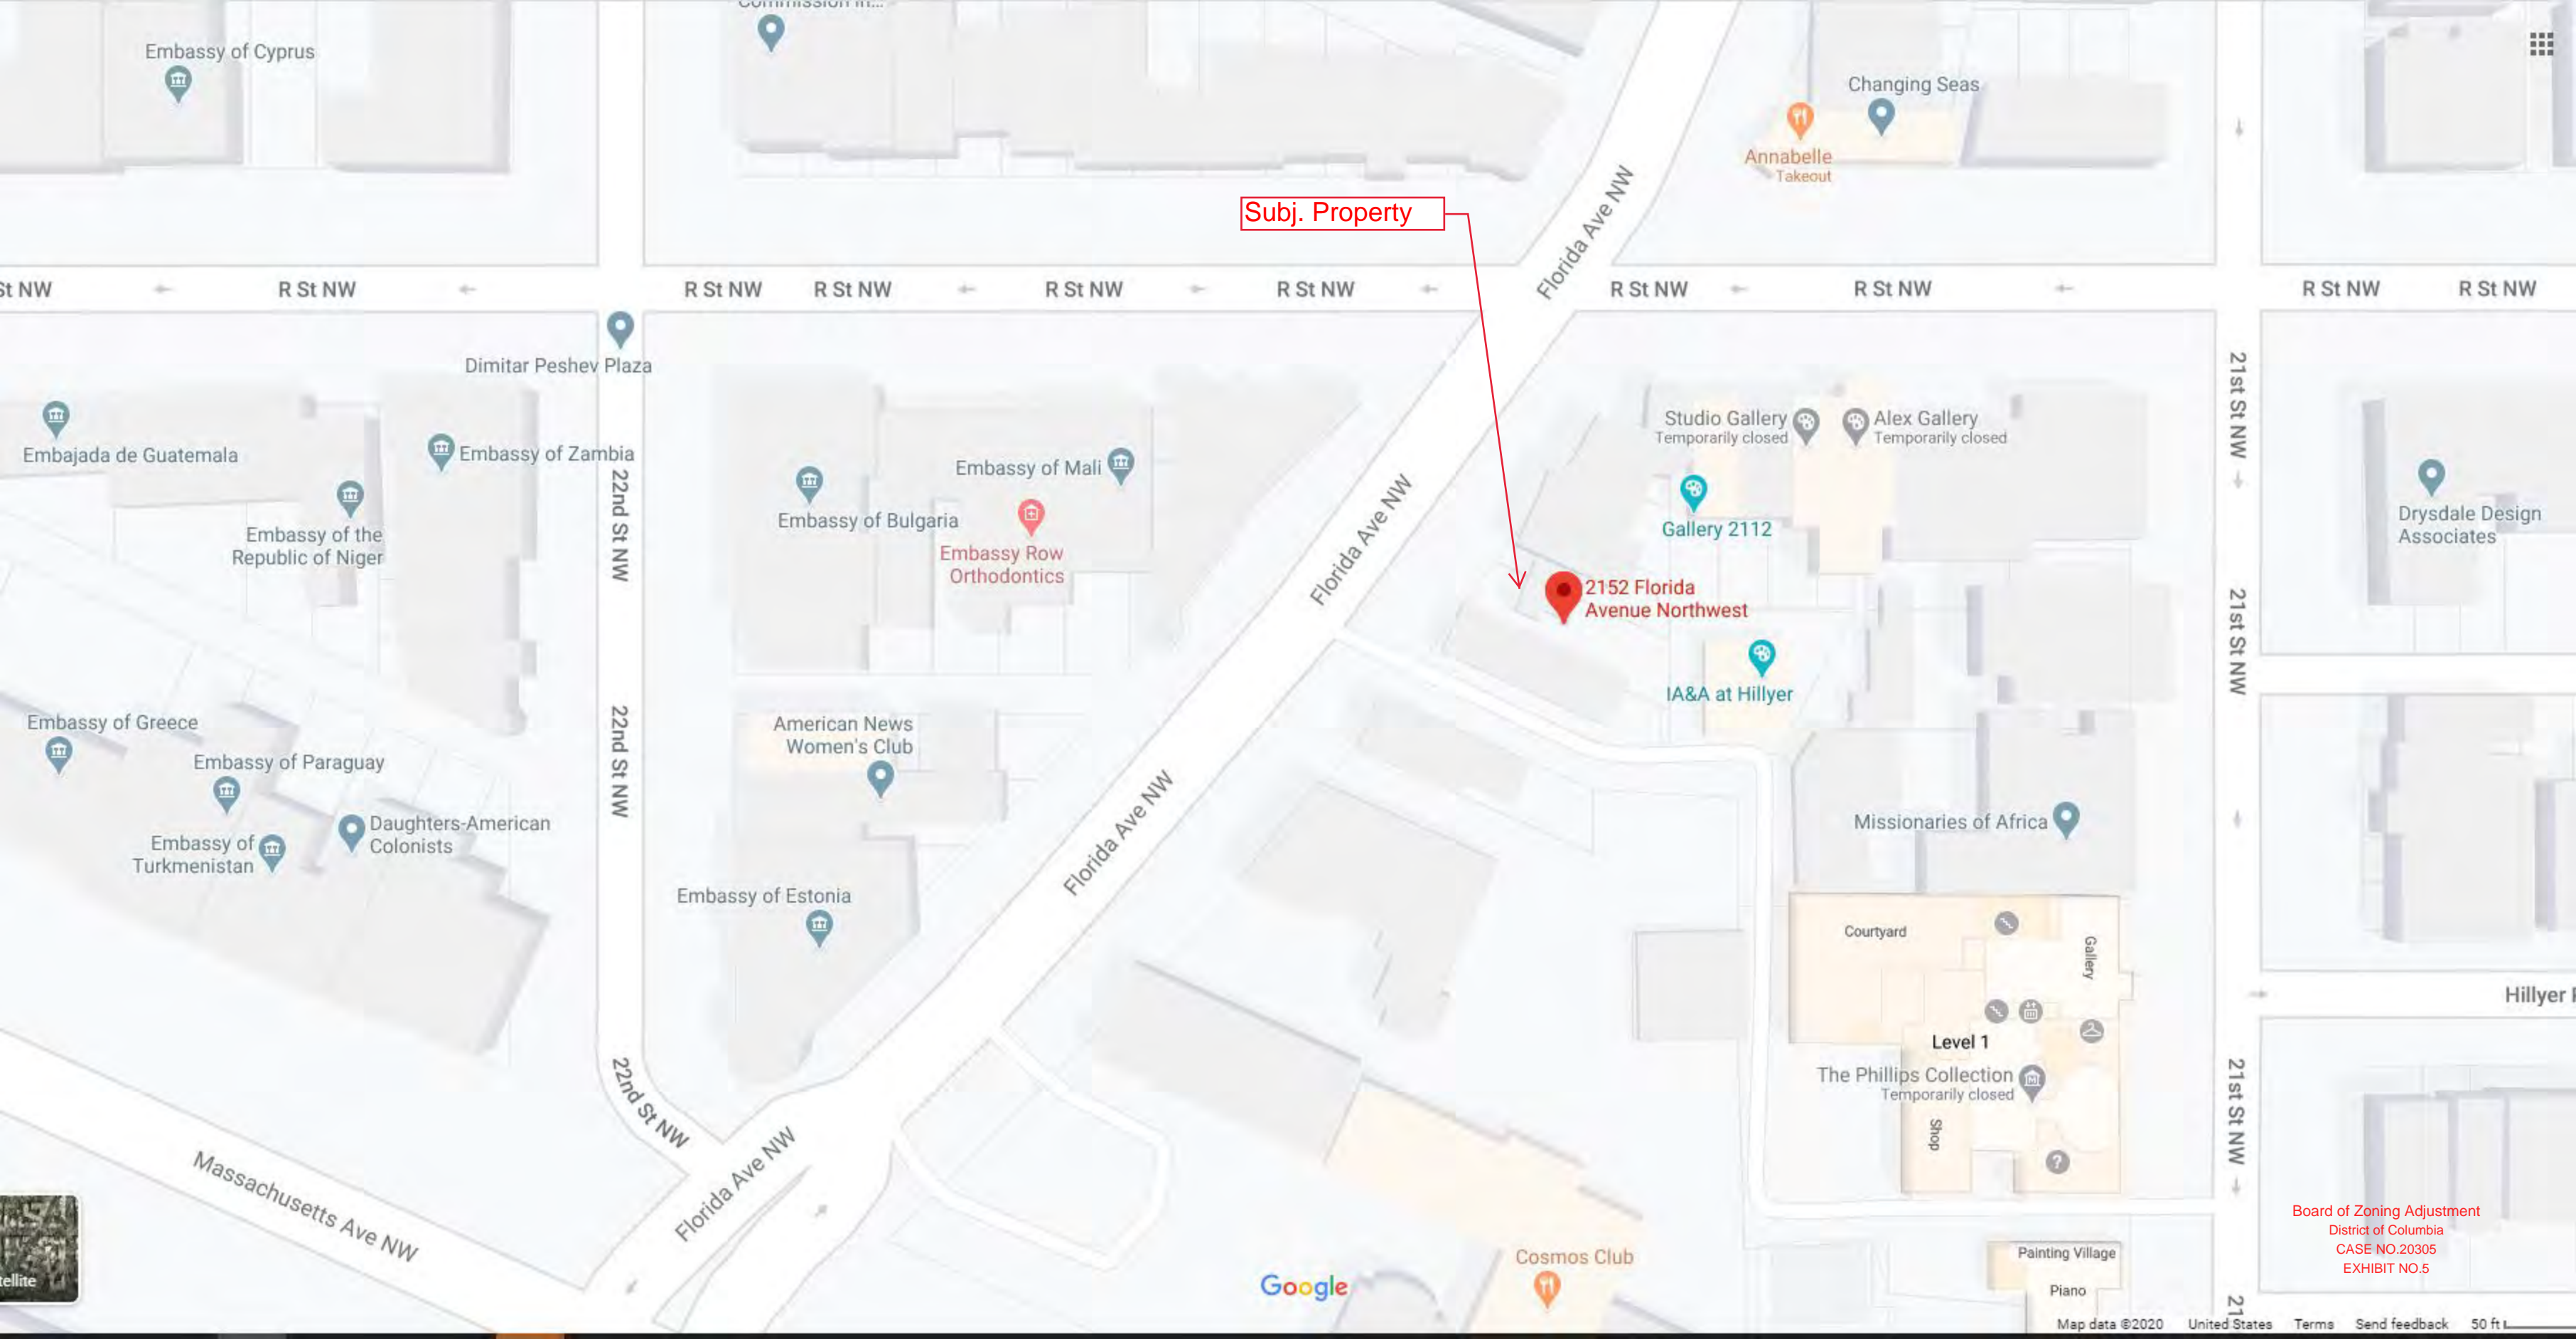 Embassy of Cyprus
Changing Seas
Annabelle
Takeout
Subj. Property
Florida Ave NW
St NW
R St NW
R St NW
R St NW
R St NW
R St NW
R St NW
R St NW
R St NW
R St NW
Dimitar Peshev Plaza
21st St NW
Studio Gallery
Temporarily closed
Alex Gallery
Temporarily closed
Embajada de Guatemala
Embassy of Zambia
22nd St NW
Embassy of Mali
Embassy of Bulgaria
Embassy Row
Orthodontics
Embassy of the
Republic of Niger
Florida Ave NW
Gallery 2112
Drysdale Design
Associates
2152 Florida
Avenue Northwest
21st St NW
IA&A at Hillyer
Embassy of Greece
Embassy of Paraguay
Embassy of
Turkmenistan
Daughters-American
Colonists
22nd St NW
American News
Women's Club
Florida Ave NW
Missionaries of Africa
Embassy of Estonia
Courtyard
Gallery
Hillyer
Level 1
The Phillips Collection
Temporarily closed
Shop
21st St NW
22nd St NW
Florida Ave NW
Massachusetts Ave NW
Cosmos Club
Google
Painting Village
Piano
21
Board of Zoning Adjustment
District of Columbia
CASE NO.20305
EXHIBIT NO.5
Map data ©2020 United States Terms Send feedback 50 ft